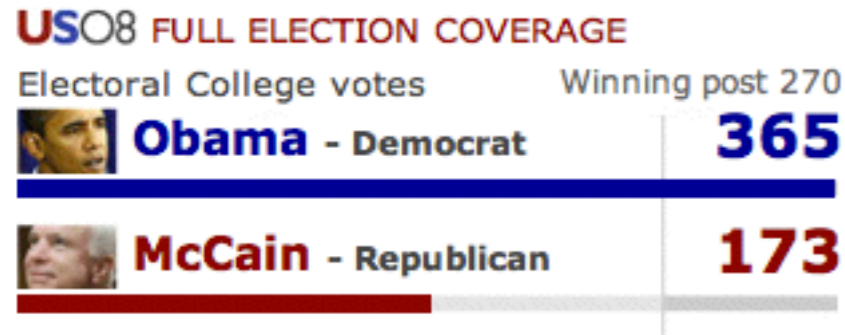 US08 FULL ELECTION COVERAGE
Electoral College votes Winning post 270
Obama - Democrat 365
McCain - Republican 173